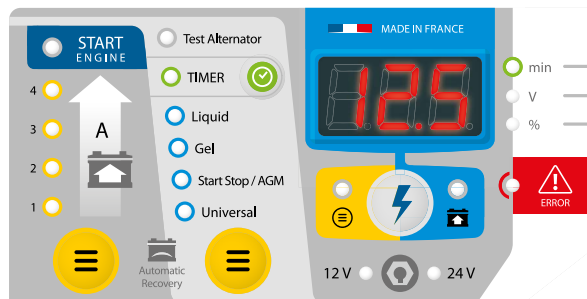 START
ENGINE
4
3
A
2
1
Test Alternator
TIMER
Liquid
Gel
Start Stop / AGM
Universal
Automatic
Recovery
MADE IN FRANCE
12.5
min
V
%
ERROR
12 V
24 V